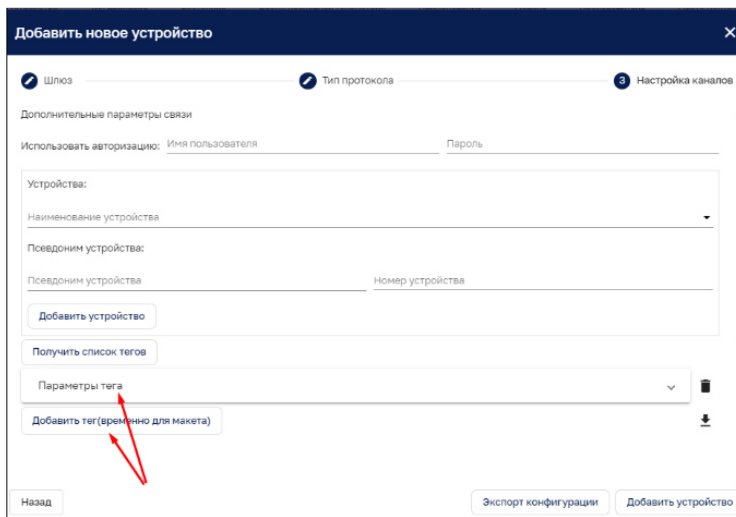 Добавить новое устройство
Шлюз
Тип протокола
3 Настройка каналов
Дополнительные параметры связи
Использовать авторизацию: Имя пользователя Пароль
Устройства:
Наименование устройства
Псевдоним устройства:
Псевдоним устройства Номер устройства
Добавить устройство
Получить список тегов
Параметры тега
Добавить тег(временно для макета)
Назад Экспорт конфигурации Добавить устройство